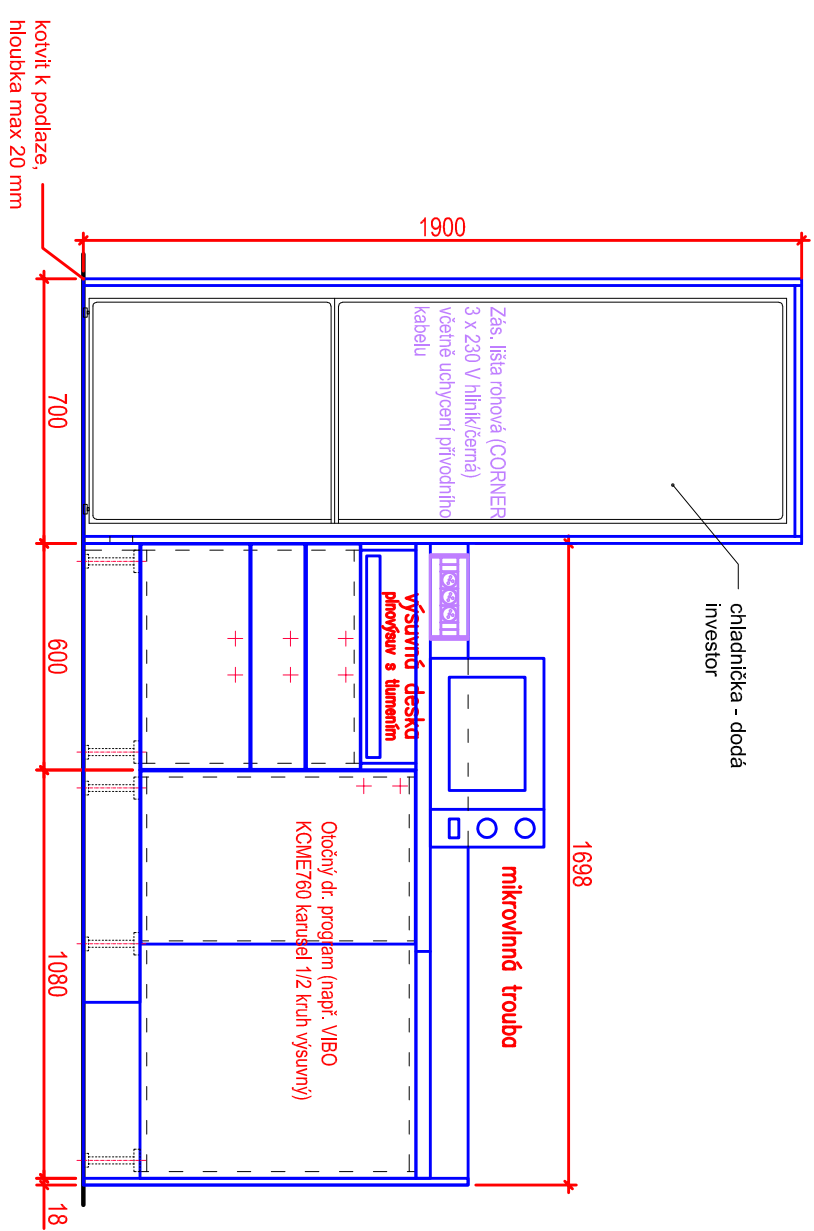 chladnička - dodá
investor
1698
mikrovlnná trouba
1900
Zás. lišta rohová (CORNER
3 x 230 V hliník/černá)
včetně uchycení přívodního
kabelu
výsuvná deska
plnovýsuv s tlumením
Otočný dr. program (např. VIBO
KCME760 karusel 1/2 kruh výsuvný)
kotvit k podlaze,
hloubka max 20 mm
700
600
1080
18